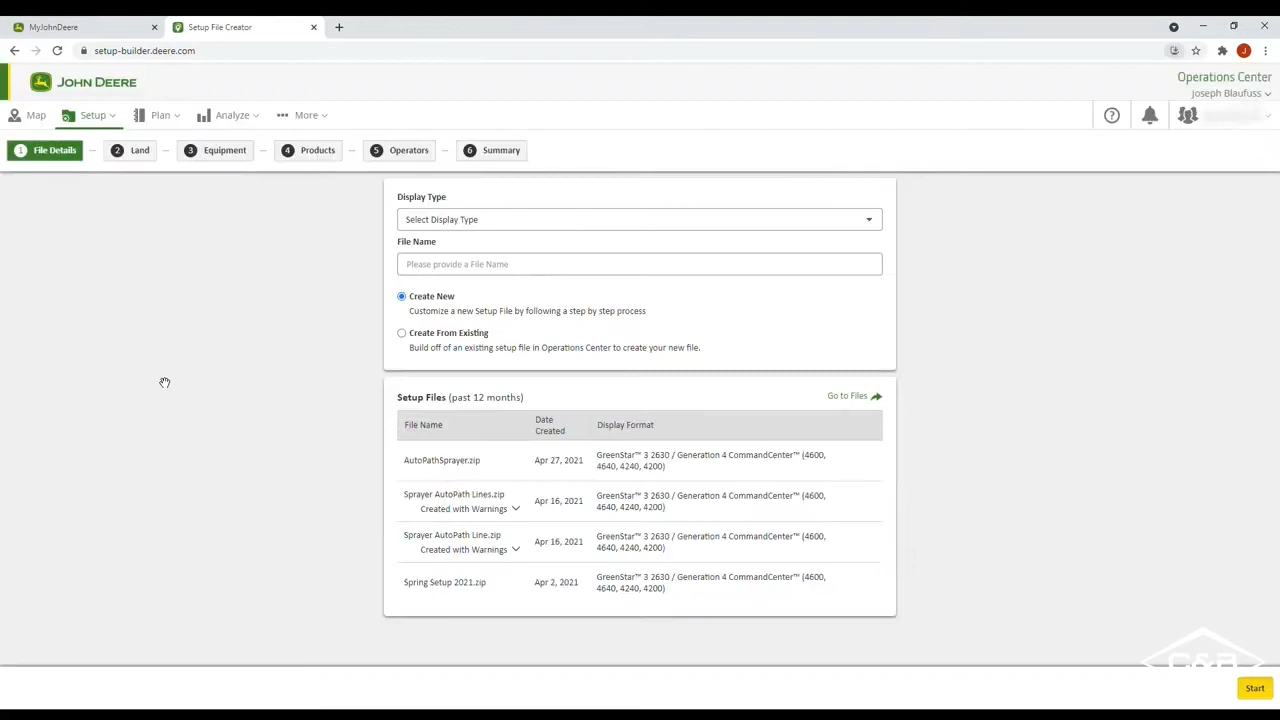 MyJohnDeere
Setup File Creator
setup-builder.deere.com
J
JOHN DEERE
Operations Center
Joseph Blaufuss
Map
Setup
Plan
Analyze
More
1 File Details
2 Land
3 Equipment
4 Products
5 Operators
6 Summary
Display Type
Select Display Type
File Name
Please provide a File Name
Create New
Customize a new Setup File by following a step by step process
Create From Existing
Build off of an existing setup file in Operations Center to create your new file.
Setup Files (past 12 months)
Go to Files
File Name
Date
Created
Display Format
AutoPathSprayer.zip
Apr 27, 2021
GreenStar™ 3 2630 / Generation 4 CommandCenter™ (4600,
4640, 4240, 4200)
Sprayer AutoPath Lines.zip
Created with Warnings
Apr 16, 2021
GreenStar™ 3 2630 / Generation 4 CommandCenter™ (4600,
4640, 4240, 4200)
Sprayer AutoPath Line.zip
Created with Warnings
Apr 16, 2021
GreenStar™ 3 2630 / Generation 4 CommandCenter™ (4600,
4640, 4240, 4200)
Spring Setup 2021.zip
Apr 2, 2021
GreenStar™ 3 2630 / Generation 4 CommandCenter™ (4600,
4640, 4240, 4200)
Start